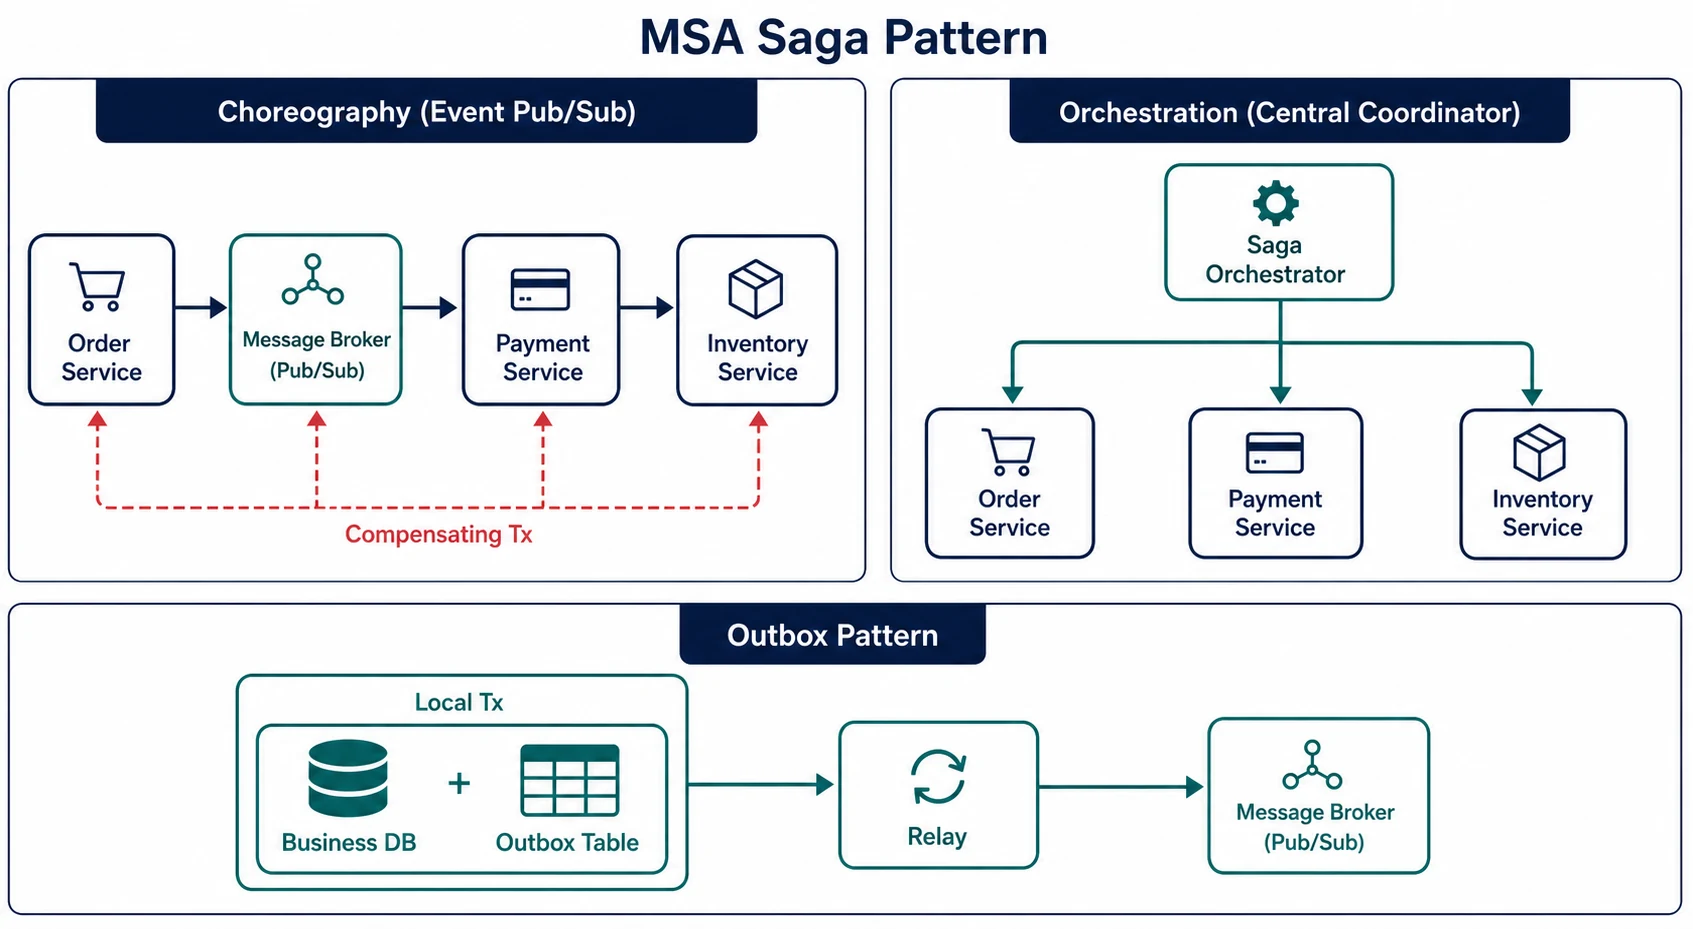 MSA Saga Pattern
Choreography (Event Pub/Sub)
Order
Service
Message Broker
(Pub/Sub)
Payment
Service
Inventory
Service
Compensating Tx
Orchestration (Central Coordinator)
Saga
Orchestrator
Order
Service
Payment
Service
Inventory
Service
Outbox Pattern
Local Tx
Business DB
+
Outbox Table
Relay
Message Broker
(Pub/Sub)